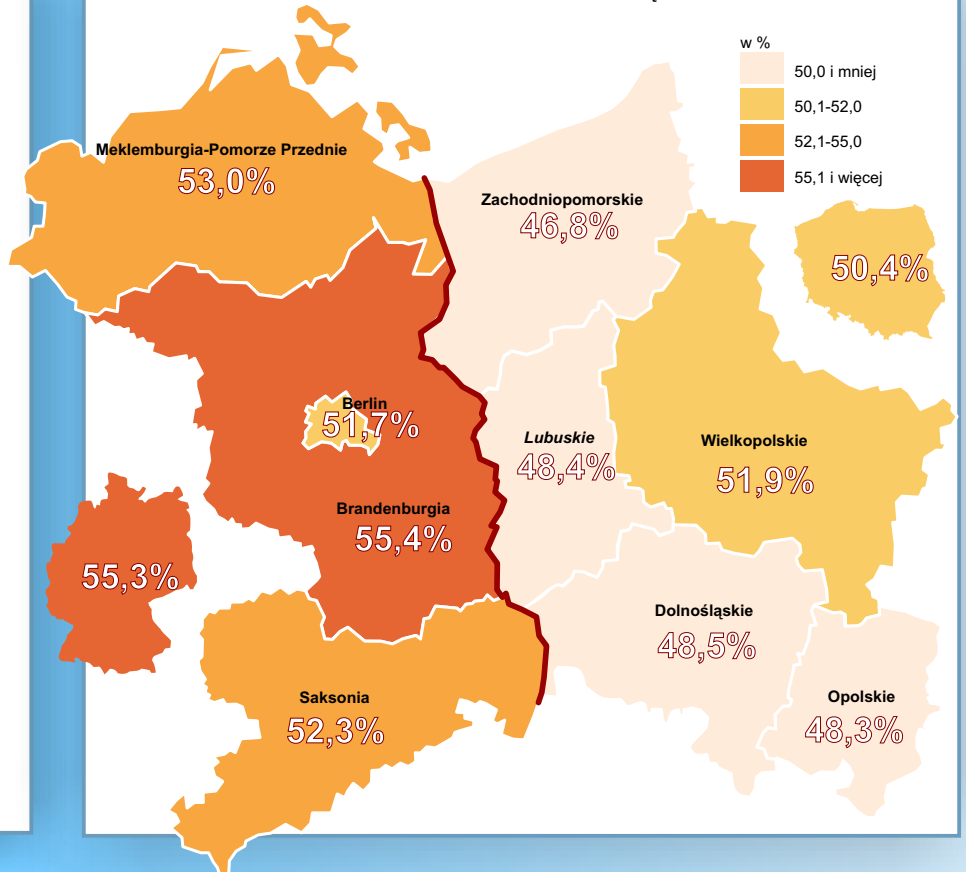 w %
50,0 i mniej
50,1-52,0
52,1-55,0
55,1 i więcej
Meklemburgia-Pomorze Przednie
53,0%
Zachodniopomorskie
46,8%
50,4%
Berlin
51,7%
Lubuskie
48,4%
Wielkopolskie
51,9%
Brandenburgia
55,4%
55,3%
Dolnośląskie
48,5%
Saksonia
52,3%
Opolskie
48,3%